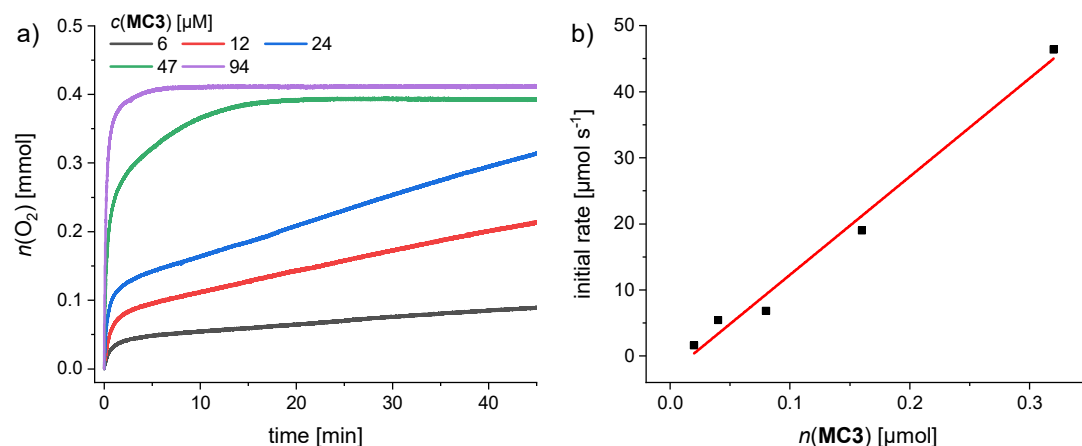 a)
c(MC3) [µM]
6 12 24
47 94
0.5
0.4
0.3
0.2
0.1
0.0
n(O₂) [mmol]
0 10 20 30 40
time [min]
b)
50
40
30
20
10
0
initial rate [µmol s⁻¹]
0.0 0.1 0.2 0.3
n(MC3) [µmol]